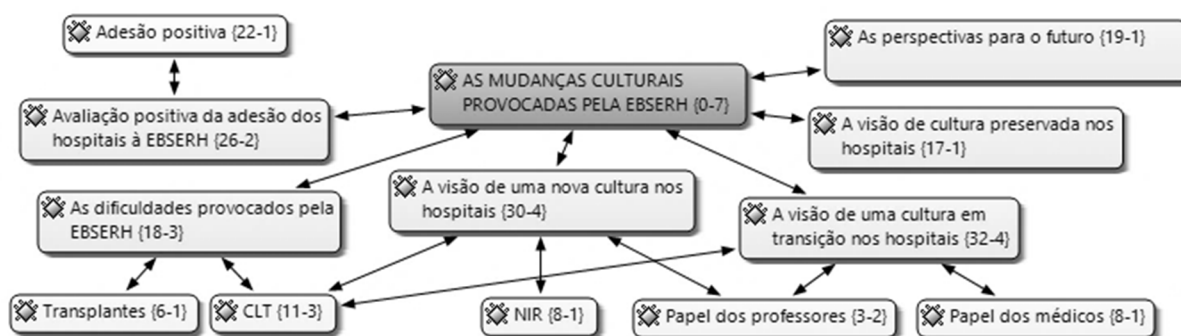 Adesão positiva {22-1}
As perspectivas para o futuro {19-1}
AS MUDANÇAS CULTURAIS
PROVOCADAS PELA EBSERH {0-7}
Avaliação positiva da adesão dos
hospitais à EBSERH {26-2}
A visão de cultura preservada nos
hospitais {17-1}
A visão de uma nova cultura nos
hospitais {30-4}
As dificuldades provocados pela
EBSERH {18-3}
A visão de uma cultura em
transição nos hospitais {32-4}
Transplantes {6-1}
CLT {11-3}
NIR {8-1}
Papel dos professores {3-2}
Papel dos médicos {8-1}